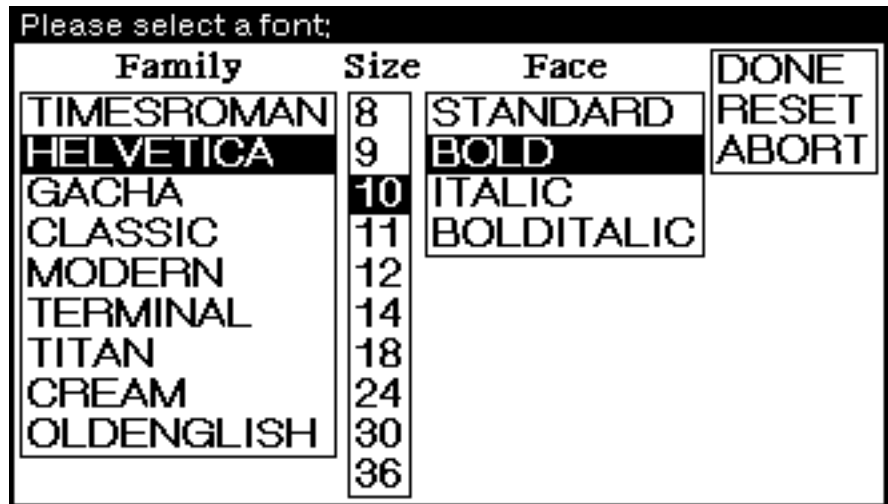 Please select a font;
Family
TIMESROMAN
HELVETICA
GACHA
CLASSIC
MODERN
TERMINAL
TITAN
CREAM
OLDENGLISH
Size
8
9
10
11
12
14
18
24
30
36
Face
STANDARD
BOLD
ITALIC
BOLDITALIC
DONE
RESET
ABORT